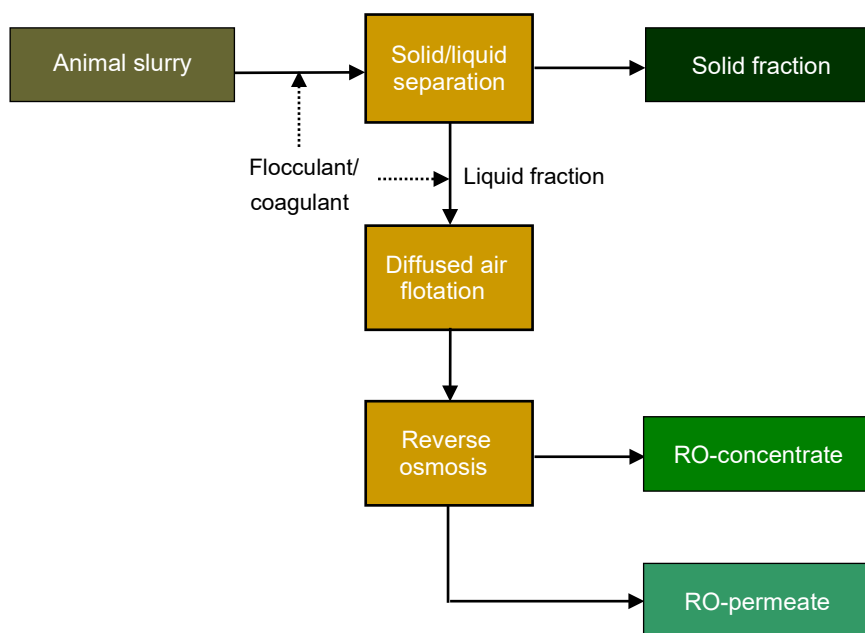 Animal slurry
Solid/liquid
separation
Solid fraction
Flocculant/
coagulant
Liquid fraction
Diffused air
flotation
Reverse
osmosis
RO-concentrate
RO-permeate